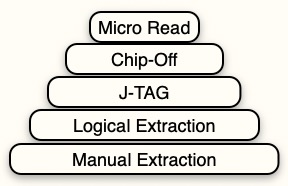 Micro Read
Chip-Off
J-TAG
Logical Extraction
Manual Extraction